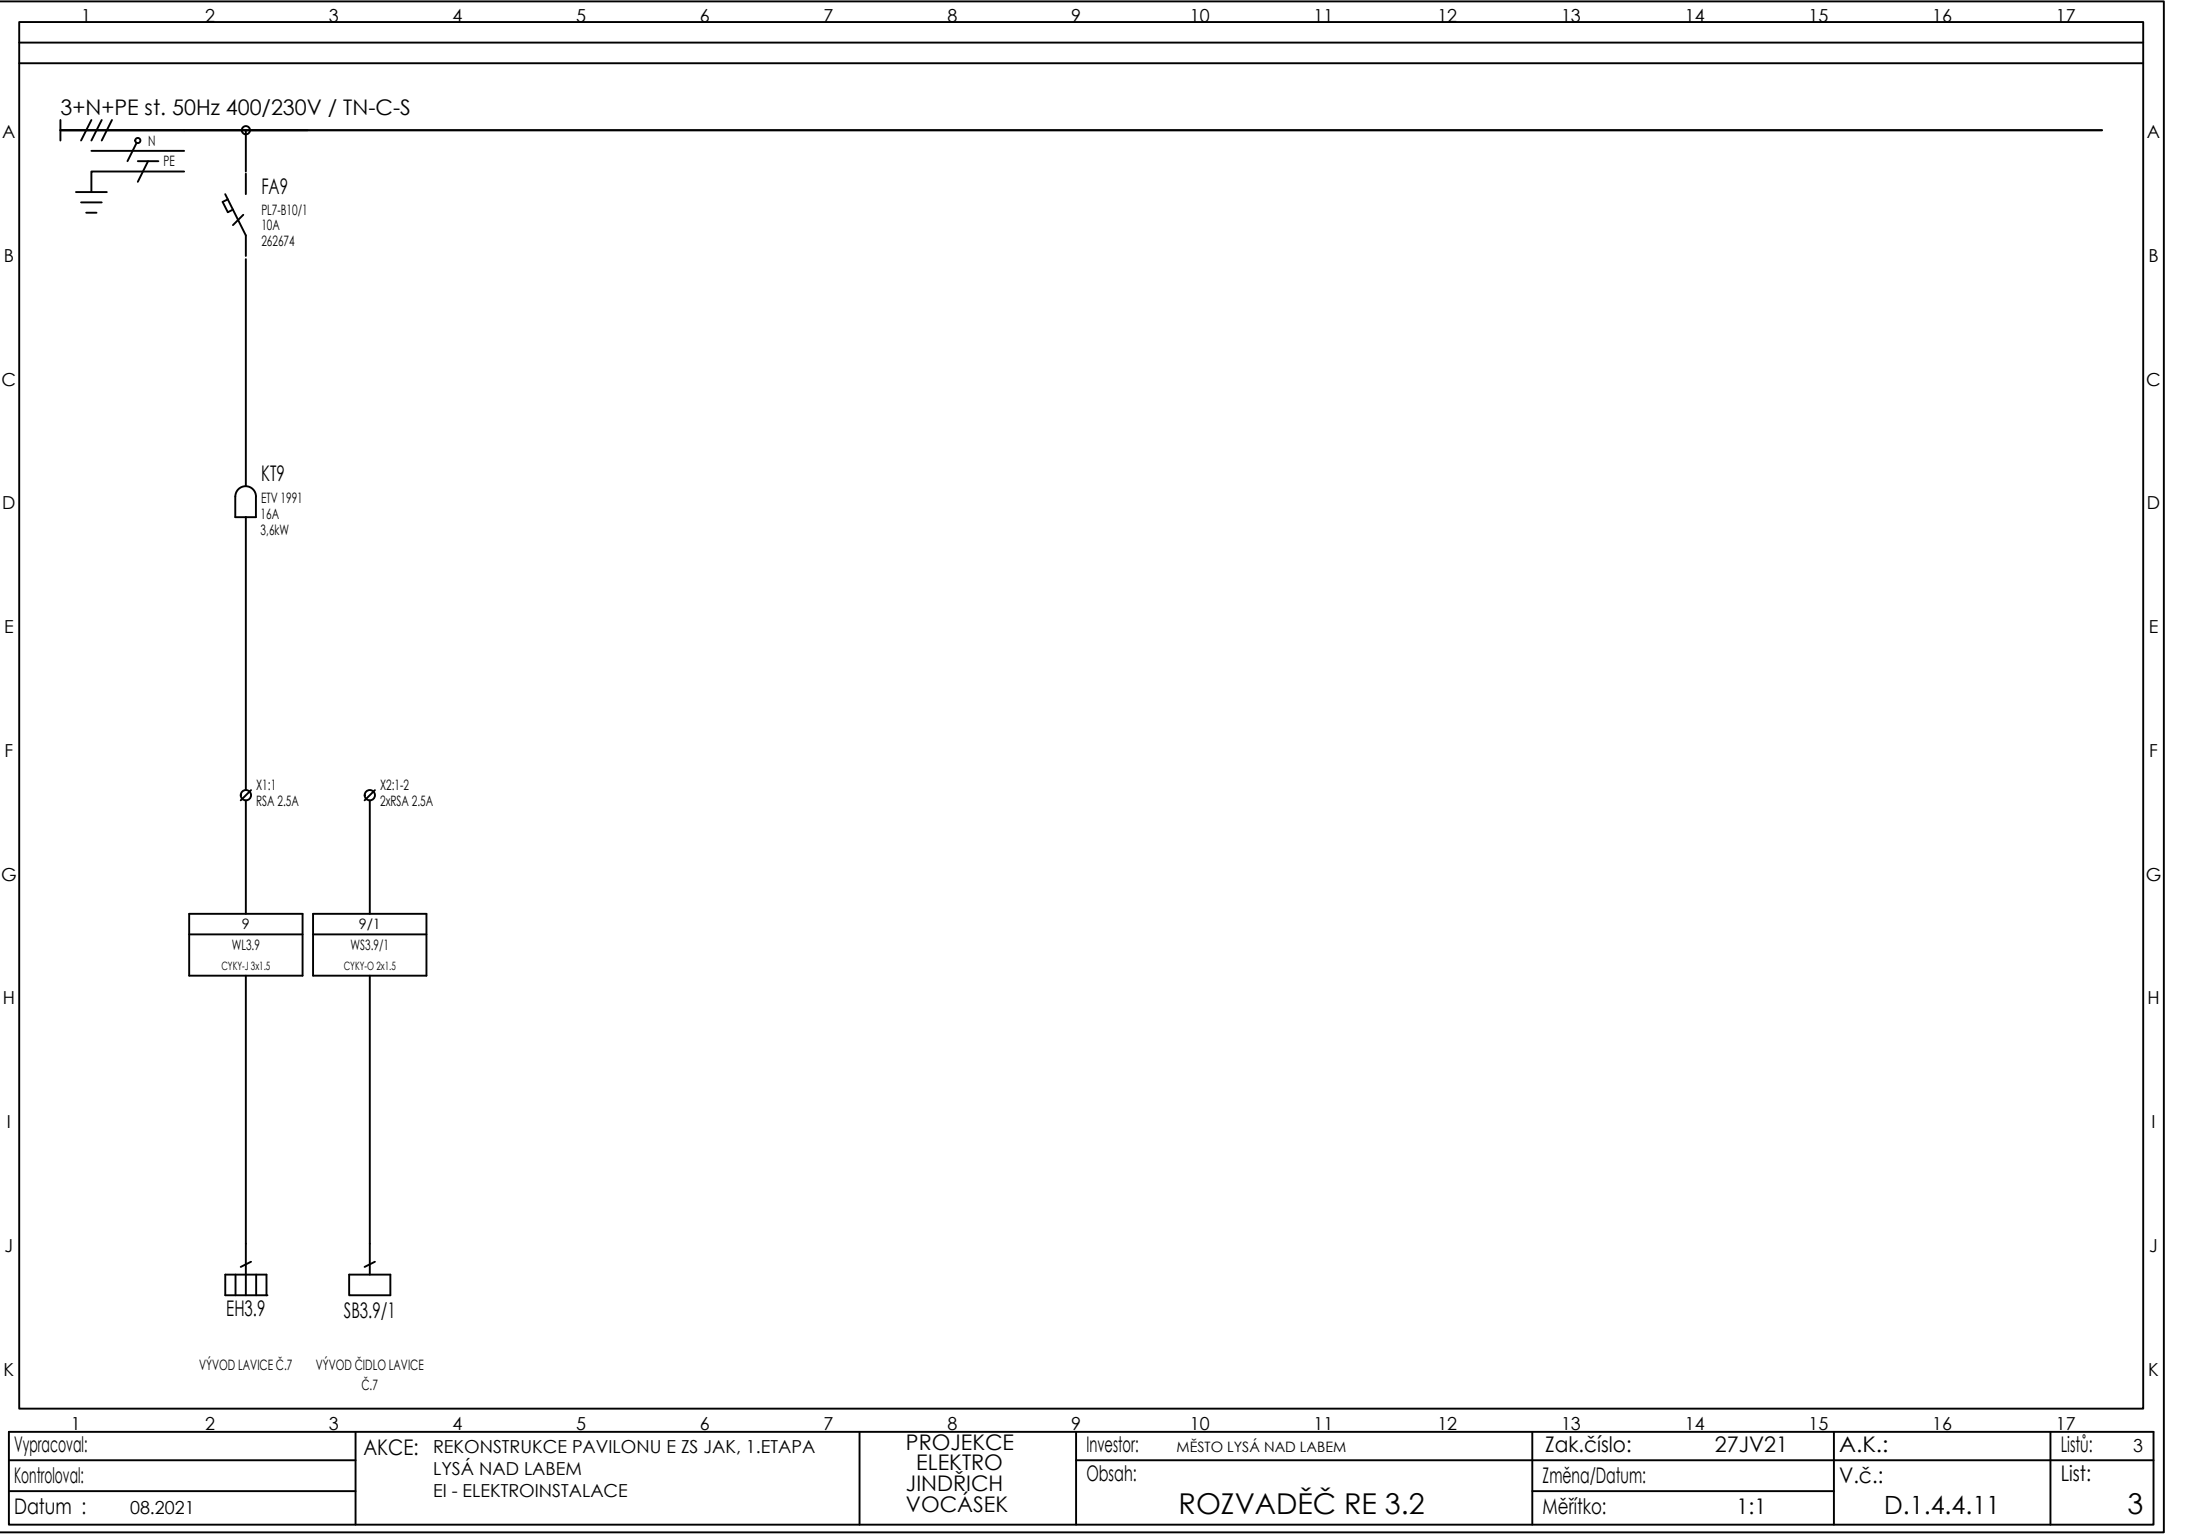 1 2 3 4 5 6 7 8 9 10 11 12 13 14 15 16 17
3+N+PE st. 50Hz 400/230V / TN-C-S
A A
N
PE
FA9
PL7-B10/1
10A
262674
B B
C C
KT9
ETV 1991
16A
3,6kW
D D
E E
F F
X1:1
RSA 2.5A
X2:1-2
2xRSA 2.5A
G G
9
WL3.9
CYKY-J 3x1.5
9/1
WS3.9/1
CYKY-O 2x1.5
H H
I I
J J
EH3.9
SB3.9/1
VÝVOD LAVICE Č.7
VÝVOD ČIDLO LAVICE
Č.7
K K
1 2 3 4 5 6 7 8 9 10 11 12 13 14 15 16 17
Vypracoval:
Kontroloval:
Datum : 08.2021
AKCE: REKONSTRUKCE PAVILONU E ZS JAK, 1.ETAPA
LYSÁ NAD LABEM
EI - ELEKTROINSTALACE
PROJEKCE
ELEKTRO
JINDŘICH
VOCÁSEK
Investor: MĚSTO LYSÁ NAD LABEM
Obsah:
ROZVADĚČ RE 3.2
Zak.číslo: 27JV21
Změna/Datum:
Měřítko: 1:1
A.K.:
V.č.:
D.1.4.4.11
Listů: 3
List:
3